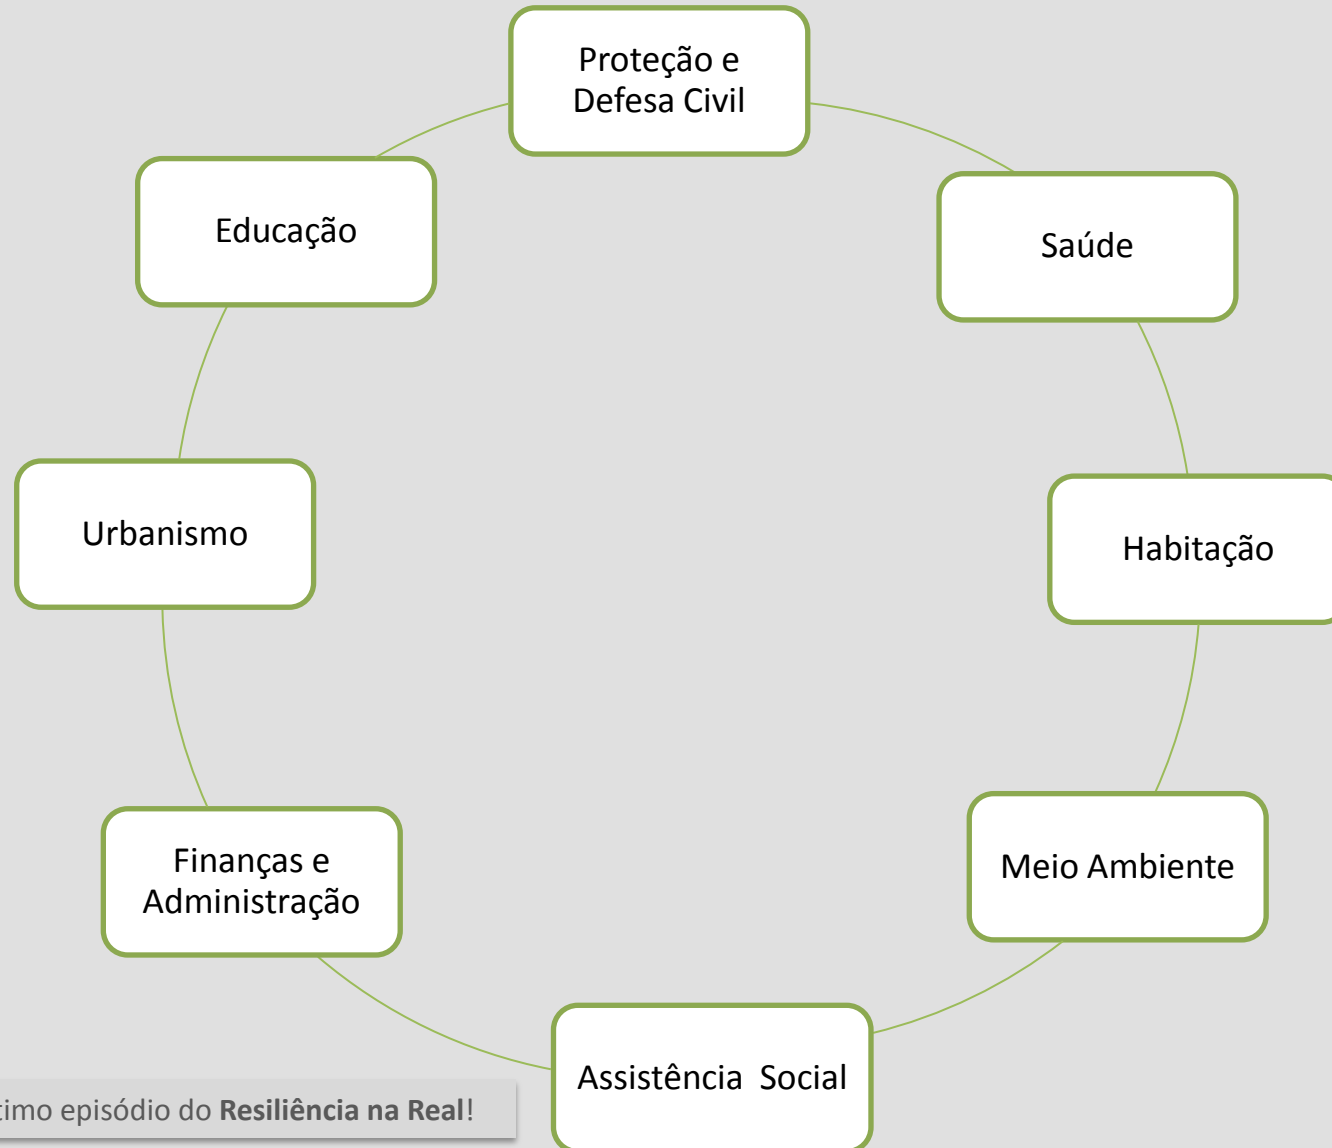 Proteção e
Defesa Civil
Educação
Saúde
Urbanismo
Habitação
Finanças e
Administração
Meio Ambiente
Assistência  Social
episódio do Resiliência na Real!